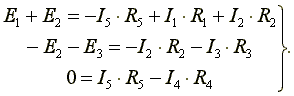 E₁ + E₂ = −I₅ · R₅ + I₁ · R₁ + I₂ · R₂
− E₂ − E₃ = −I₂ · R₂ − I₃ · R₃
0 = I₅ · R₅ − I₄ · R₄